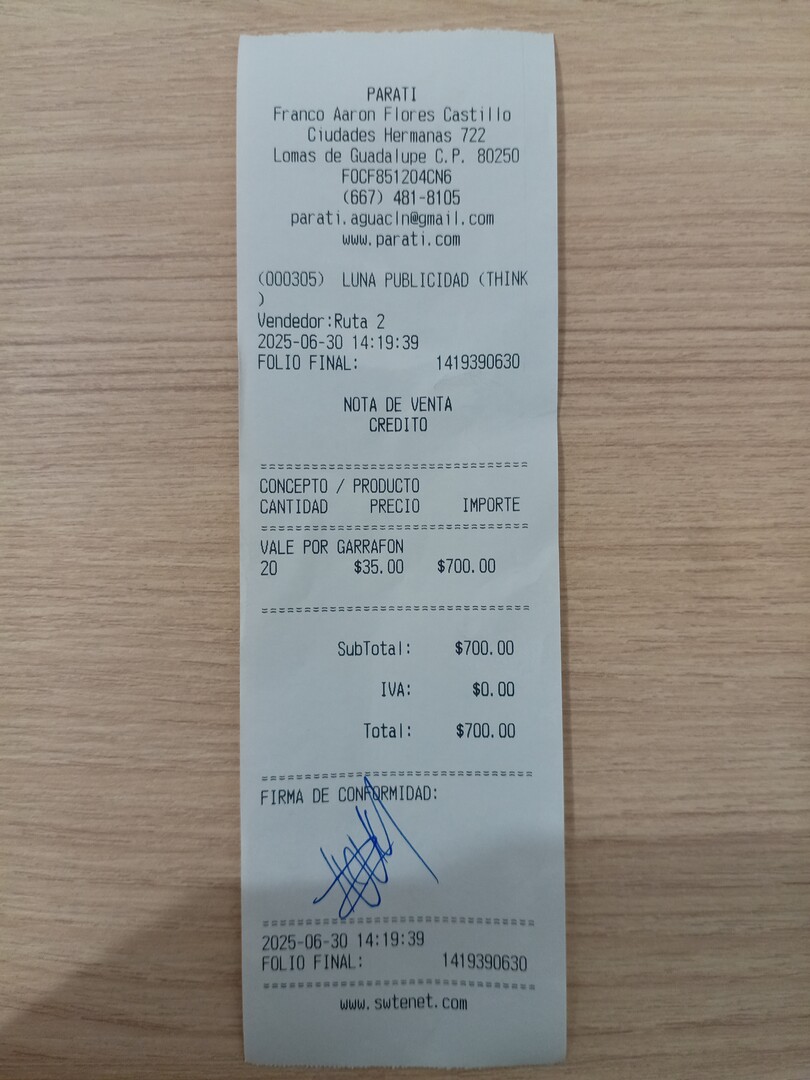 PARATI
Franco Aaron Flores Castillo
Ciudades Hermanas 722
Lomas de Guadalupe C.P. 80250
FOCF851204CN6
(667) 481-8105
parati.aguacln@gmail.com
www.parati.com
(000305) LUNA PUBLICIDAD (THINK
)
Vendedor:Ruta 2
2025-06-30 14:19:39
FOLIO FINAL: 1419390630
NOTA DE VENTA
CREDITO
===============================
CONCEPTO / PRODUCTO
CANTIDAD PRECIO IMPORTE
===============================
VALE POR GARRAFON
20 $35.00 $700.00
===============================
SubTotal: $700.00
IVA: $0.00
Total: $700.00
===============================
FIRMA DE CONFORMIDAD:
===============================
2025-06-30 14:19:39
FOLIO FINAL: 1419390630
===============================
www.swtenet.com